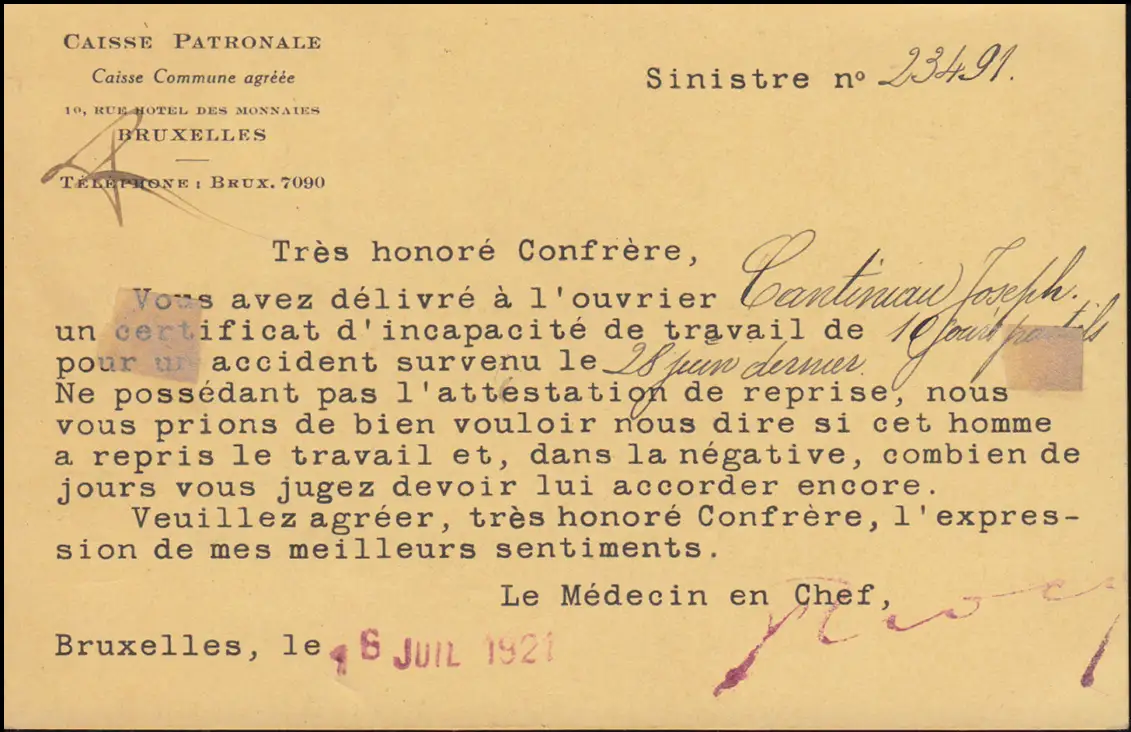 CAISSE PATRONALE
Caisse Commune agréée
10, RUE HOTEL DES MONNAIES
BRUXELLES
TÉLÉPHONE : BRUX. 7090
Sinistre nº 23491.
Très honoré Confrère,
Vous avez délivré à l'ouvrier Cantiniau Joseph.
un certificat d'incapacité de travail de 10 jours
pour un accident survenu le 28 juin dernier.
Ne possédant pas l'attestation de reprise, nous
vous prions de bien vouloir nous dire si cet homme
a repris le travail et, dans la négative, combien de
jours vous jugez devoir lui accorder encore.
Veuillez agréer, très honoré Confrère, l'expres-
sion de mes meilleurs sentiments.
Le Médecin en Chef,
Bruxelles, le 16 JUIL 1921